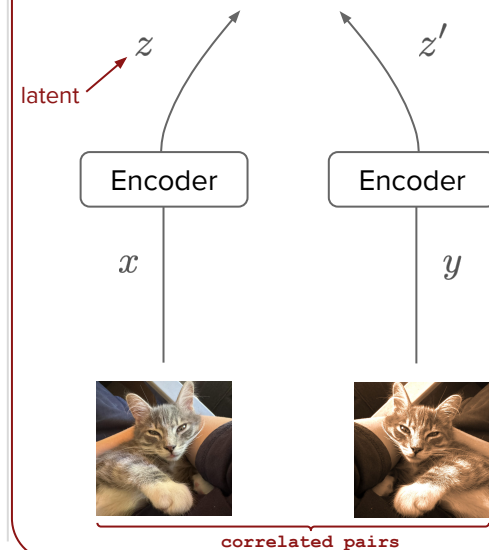 z z′
latent
Encoder Encoder
x y
correlated pairs